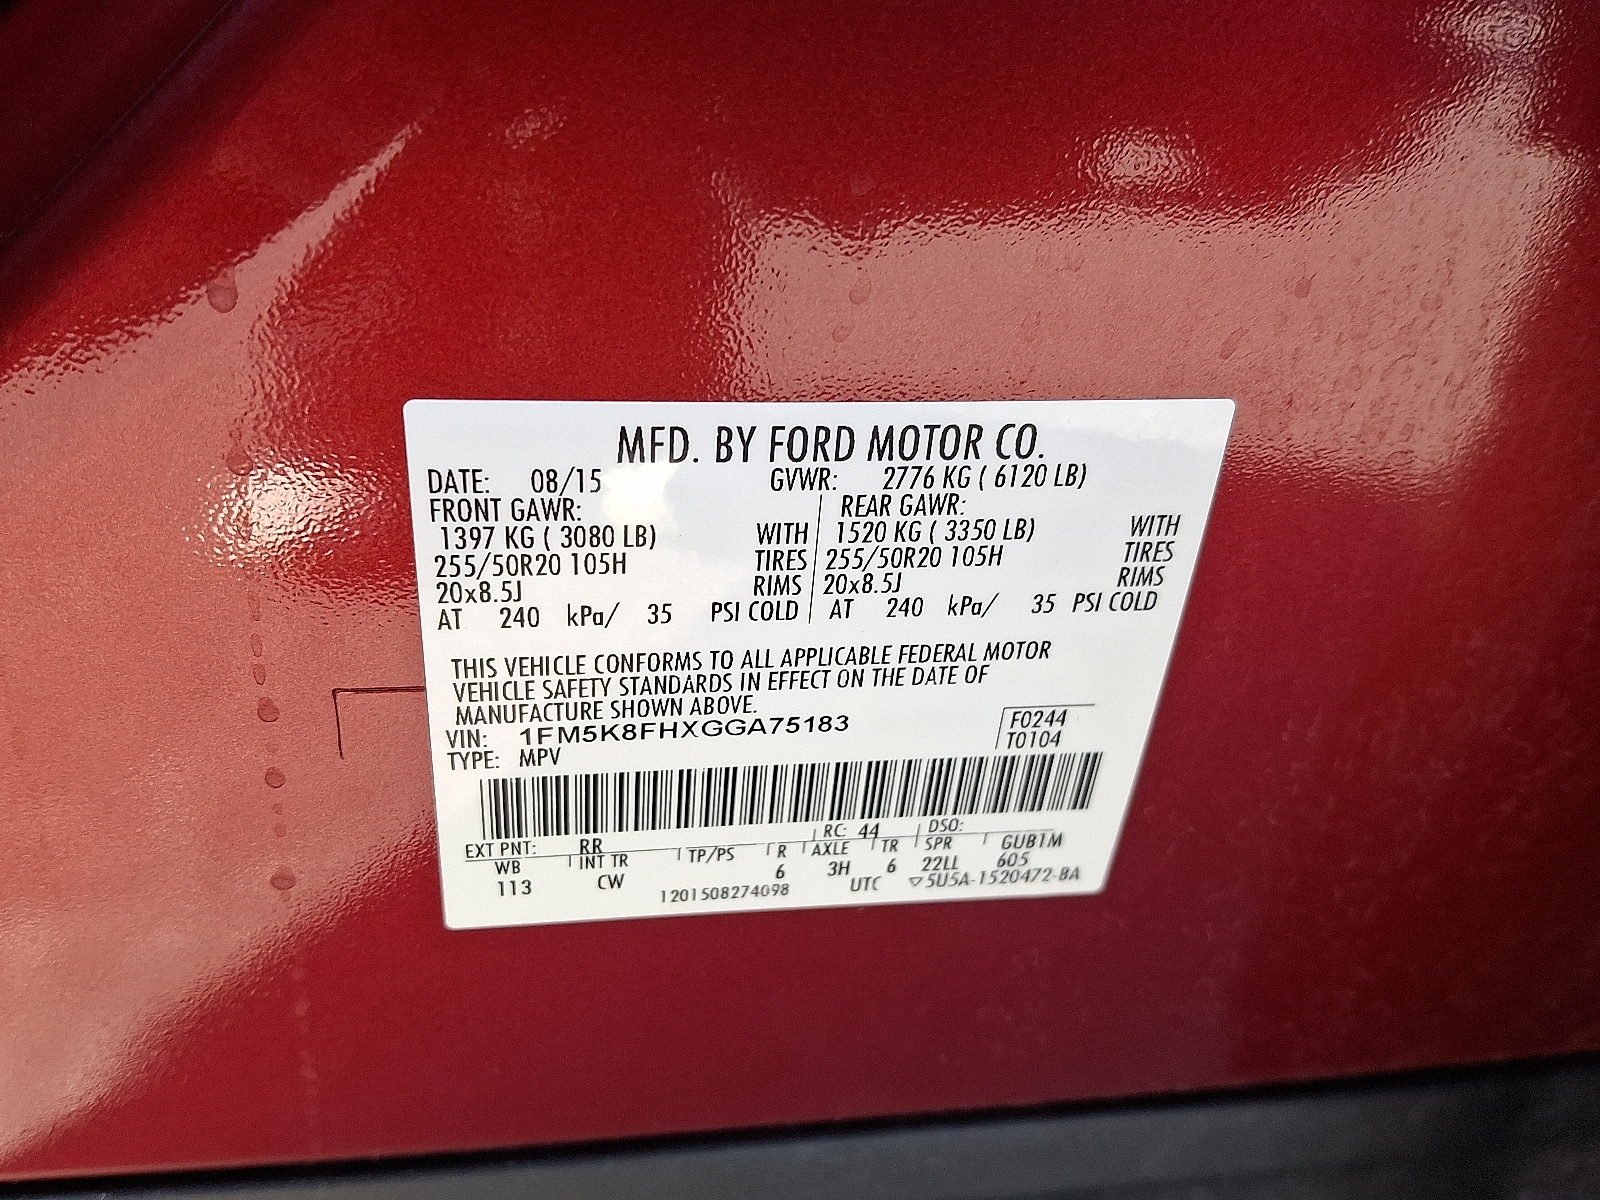 MFD. BY FORD MOTOR CO.
DATE: 08/15 GVWR: 2776 KG ( 6120 LB)
FRONT GAWR: REAR GAWR:
1397 KG ( 3080 LB) WITH 1520 KG ( 3350 LB) WITH
255/50R20 105H TIRES 255/50R20 105H TIRES
20x8.5J RIMS 20x8.5J RIMS
AT 240 kPa/ 35 PSI COLD AT 240 kPa/ 35 PSI COLD
THIS VEHICLE CONFORMS TO ALL APPLICABLE FEDERAL MOTOR
VEHICLE SAFETY STANDARDS IN EFFECT ON THE DATE OF
MANUFACTURE SHOWN ABOVE.
VIN: 1FM5K8FHXGGA75183 F0244
TYPE: MPV T0104
EXT PNT: RR RC: 44 DSO:
WB INT TR TP/PS R AXLE TR SPR GUB1M
113 CW 6 3H 6 22LL 605
1201508274098 UTC ▽5U5A-1520472-BA